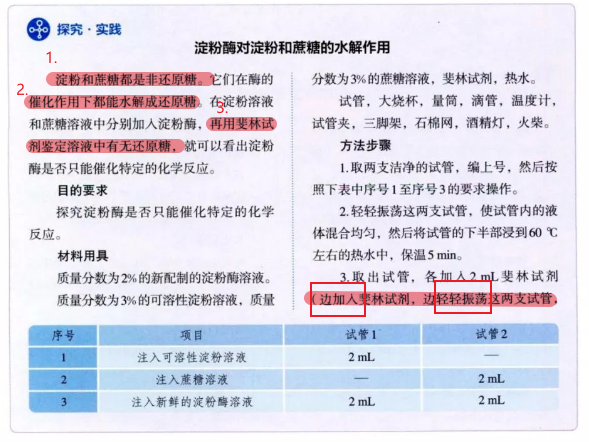 探究·实践
淀粉酶对淀粉和蔗糖的水解作用
1.
淀粉和蔗糖都是非还原糖。它们在酶的
2.
催化作用下都能水解成还原糖。在淀粉溶液
3.
和蔗糖溶液中分别加入淀粉酶，再用斐林试
剂鉴定溶液中有无还原糖，就可以看出淀粉
酶是否只能催化特定的化学反应。
目的要求
探究淀粉酶是否只能催化特定的化学
反应。
材料用具
质量分数为2%的新配制的淀粉酶溶液。
质量分数为3%的可溶性淀粉溶液，质量
分数为3%的蔗糖溶液，斐林试剂，热水。
试管，大烧杯，量筒，滴管，温度计，
试管夹，三脚架，石棉网，酒精灯，火柴。
方法步骤
1.取两支洁净的试管，编上号，然后按
照下表中序号1至序号3的要求操作。
2.轻轻振荡这两支试管，使试管内的液
体混合均匀，然后将试管的下半部浸到60 ℃
左右的热水中，保温5 min。
3.取出试管，各加入2 mL斐林试剂
（边加入斐林试剂，边轻轻振荡这两支试管，
序号 项目 试管1 试管2
1 注入可溶性淀粉溶液 2 mL —
2 注入蔗糖溶液 — 2 mL
3 注入新鲜的淀粉酶溶液 2 mL 2 mL